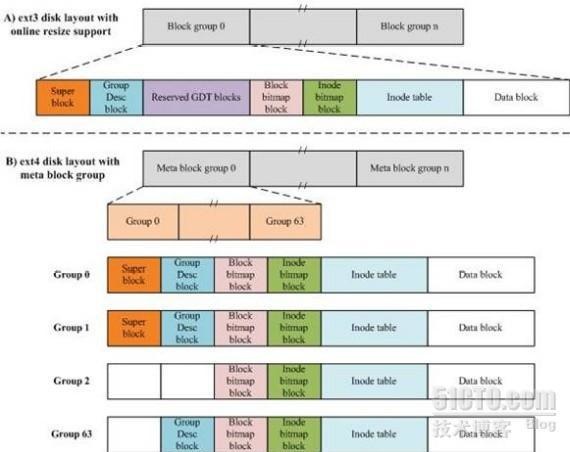 A) ext3 disk layout with
online resize support
Block group 0
//
Block group n
Super
block
Group
Desc
block
Reserved GDT blocks
Block
bitmap
block
Inode
bitmap
block
Inode table
Data block
B) ext4 disk layout with
meta block group
Meta block group 0
//
Meta block group n
Group 0
//
Group 63
Group 0
Super
block
Group
Desc
block
Block
bitmap
block
Inode
bitmap
block
Inode table
Data block
Group 1
Super
block
Group
Desc
block
Block
bitmap
block
Inode
bitmap
block
Inode table
Data block
Group 2
Block
bitmap
block
Inode
bitmap
block
Inode table
Data block
Group 63
Group
Desc
block
Block
bitmap
block
Inode
bitmap
block
Inode table
Data block
51CTO.com
技术博客 Blog